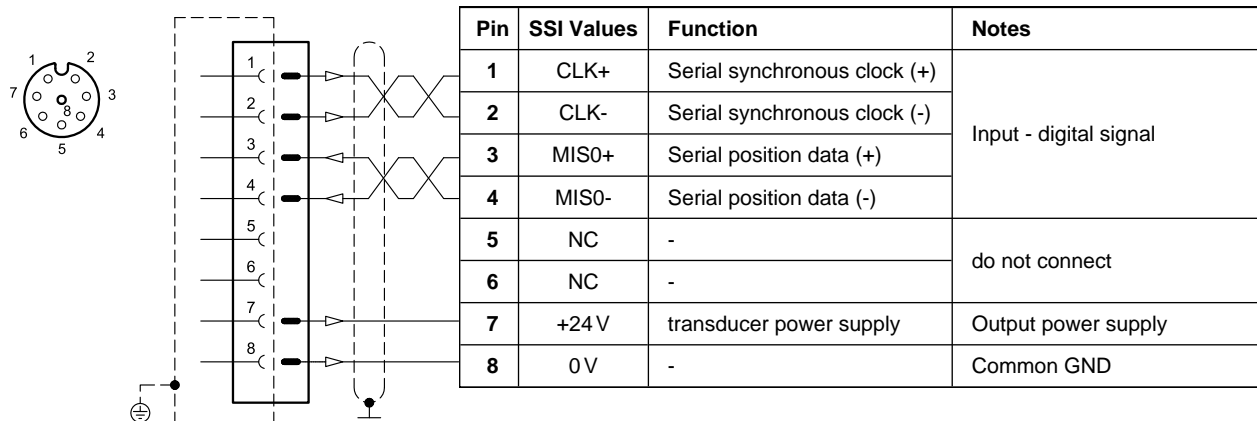 1 2
7 3
8
6 4
5
1
2
3
4
5
6
7
8
Pin SSI Values Function Notes
1 CLK+ Serial synchronous clock (+)
2 CLK- Serial synchronous clock (-)
Input - digital signal
3 MIS0+ Serial position data (+)
4 MIS0- Serial position data (-)
5 NC -
do not connect
6 NC -
7 +24 V transducer power supply Output power supply
8 0 V - Common GND